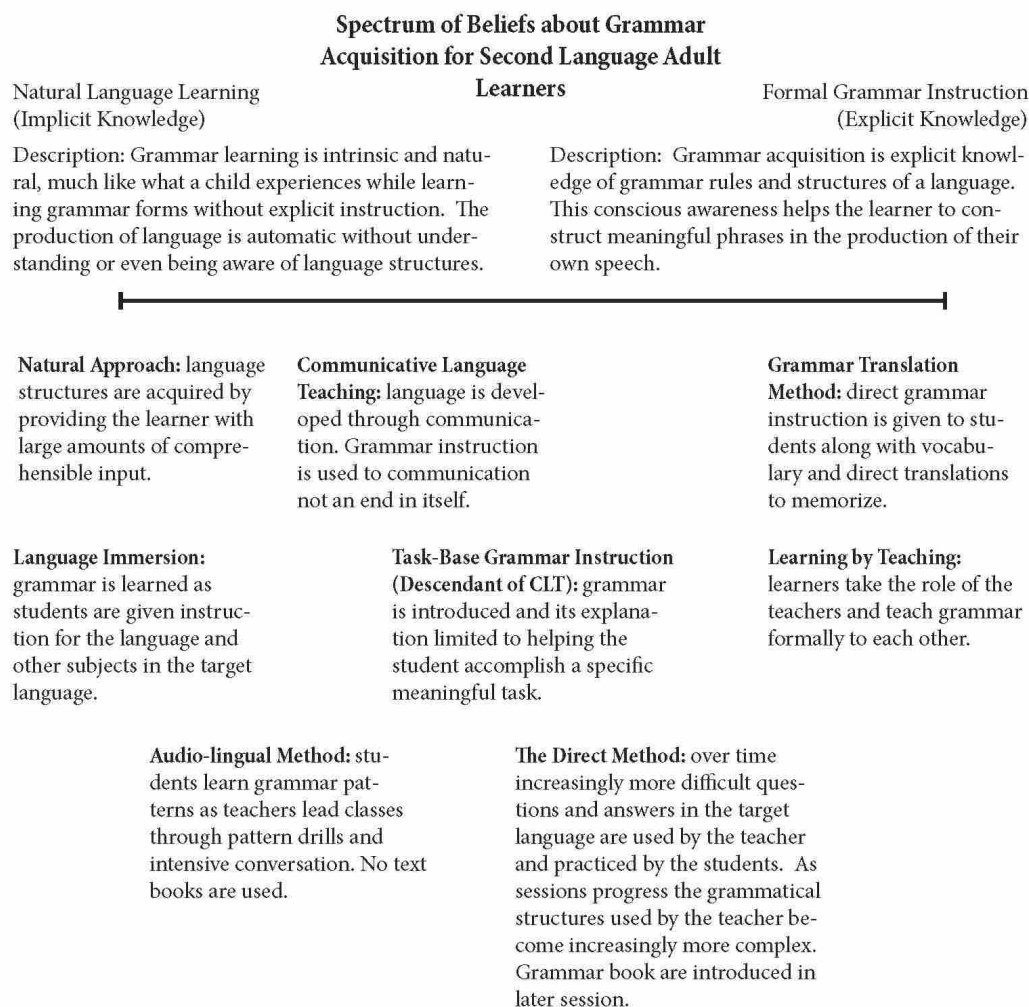 Spectrum of Beliefs about Grammar
Acquisition for Second Language Adult
Learners
Natural Language Learning
(Implicit Knowledge)
Formal Grammar Instruction
(Explicit Knowledge)
Description: Grammar learning is intrinsic and natu-
ral, much like what a child experiences while learn-
ing grammar forms without explicit instruction.  The
production of language is automatic without under-
standing or even being aware of language structures.
Description:  Grammar acquisition is explicit knowl-
edge of grammar rules and structures of a language.
This conscious awareness helps the learner to con-
struct meaningful phrases in the production of their
own speech.
Natural Approach: language
structures are acquired by
providing the learner with
large amounts of compre-
hensible input.
Communicative Language
Teaching: language is devel-
oped through communica-
tion. Grammar instruction
is used to communication
not an end in itself.
Grammar Translation
Method: direct grammar
instruction is given to stu-
dents along with vocabu-
lary and direct translations
to memorize.
Language Immersion:
grammar is learned as
students are given instruc-
tion for the language and
other subjects in the target
language.
Task-Base Grammar Instruction
(Descendant of CLT): grammar
is introduced and its explana-
tion limited to helping the
student accomplish a specific
meaningful task.
Learning by Teaching:
learners take the role of the
teachers and teach grammar
formally to each other.
Audio-lingual Method: stu-
dents learn grammar pat-
terns as teachers lead classes
through pattern drills and
intensive conversation. No text
books are used.
The Direct Method: over time
increasingly more difficult ques-
tions and answers in the target
language are used by the teacher
and practiced by the students.  As
sessions progress the grammatical
structures used by the teacher be-
come increasingly more complex.
Grammar book are introduced in
later session.